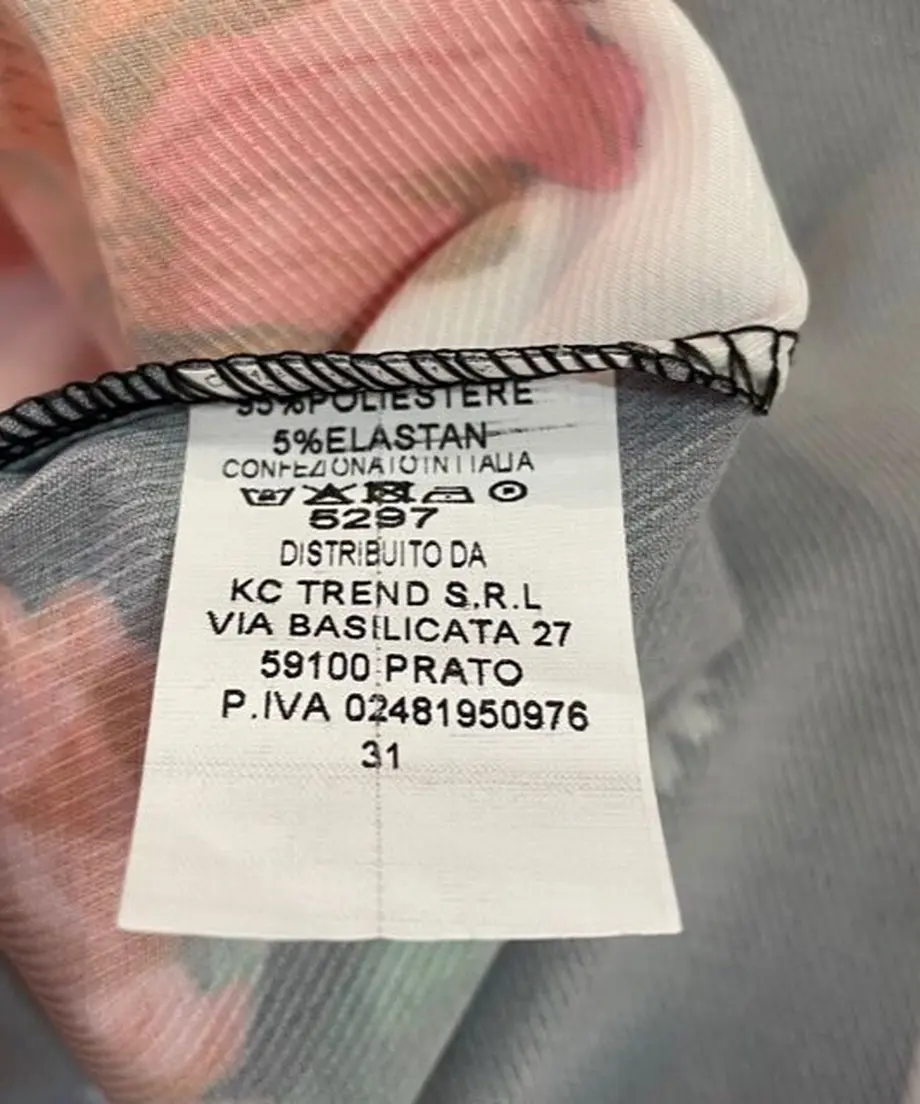 95%POLIESTERE
5%ELASTAN
CONFEZIONATO IN ITALIA
5297
DISTRIBUITO DA
KC TREND S.R.L
VIA BASILICATA 27
59100 PRATO
P.IVA 02481950976
31